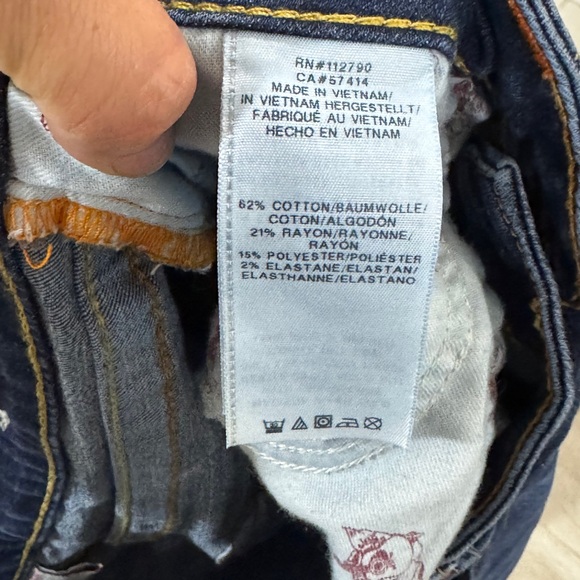 RN#112790
CA#57414
MADE IN VIETNAM/
IN VIETNAM HERGESTELLT/
FABRIQUÉ AU VIETNAM/
HECHO EN VIETNAM
62% COTTON/BAUMWOLLE/
COTON/ALGODÓN
21% RAYON/RAYONNE/
RAYÓN
15% POLYESTER/POLIÉSTER
2% ELASTANE/ELASTAN/
ELASTHANNE/ELASTANO